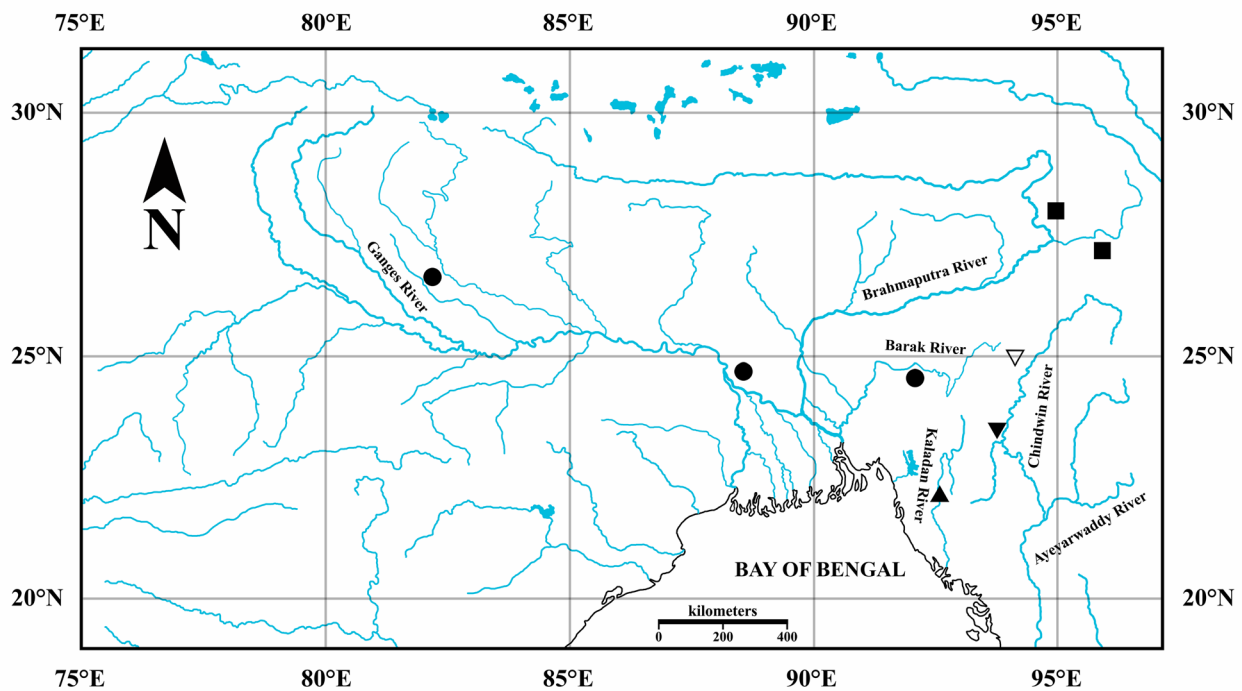 75°E 80°E 85°E 90°E 95°E
30°N 30°N
N
Ganges River
Brahmaputra River
25°N 25°N
Barak River
Chindwin River
Kaladan River
Ayeyarwaddy River
BAY OF BENGAL
20°N 20°N
kilometers
0 200 400
75°E 80°E 85°E 90°E 95°E